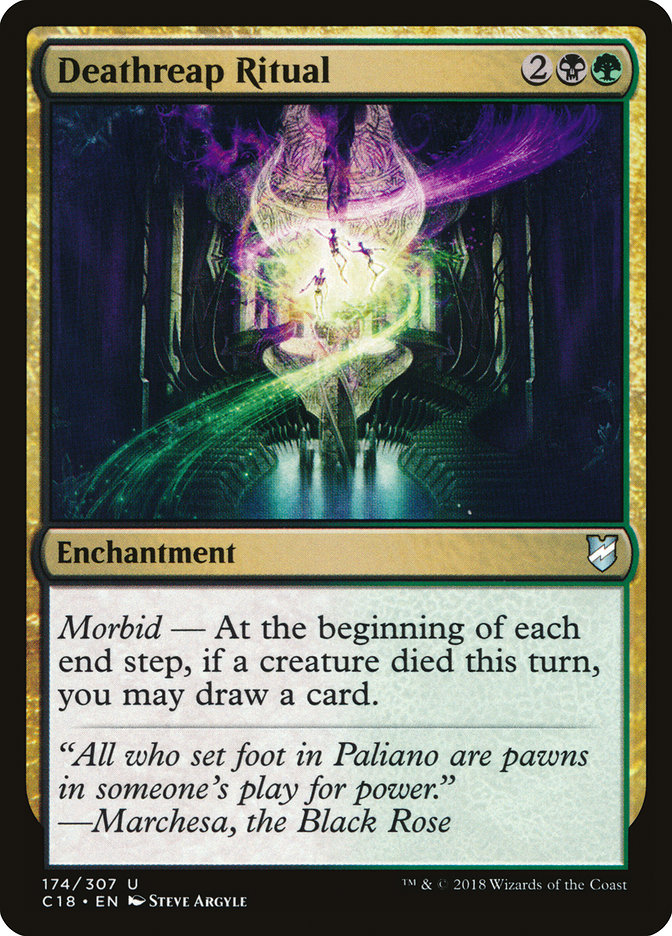 Deathreap Ritual 2
Enchantment
Morbid — At the beginning of each
end step, if a creature died this turn,
you may draw a card.
“All who set foot in Paliano are pawns
in someone’s play for power.”
—Marchesa, the Black Rose
174/307 U
C18 • EN Steve Argyle
™ & © 2018 Wizards of the Coast